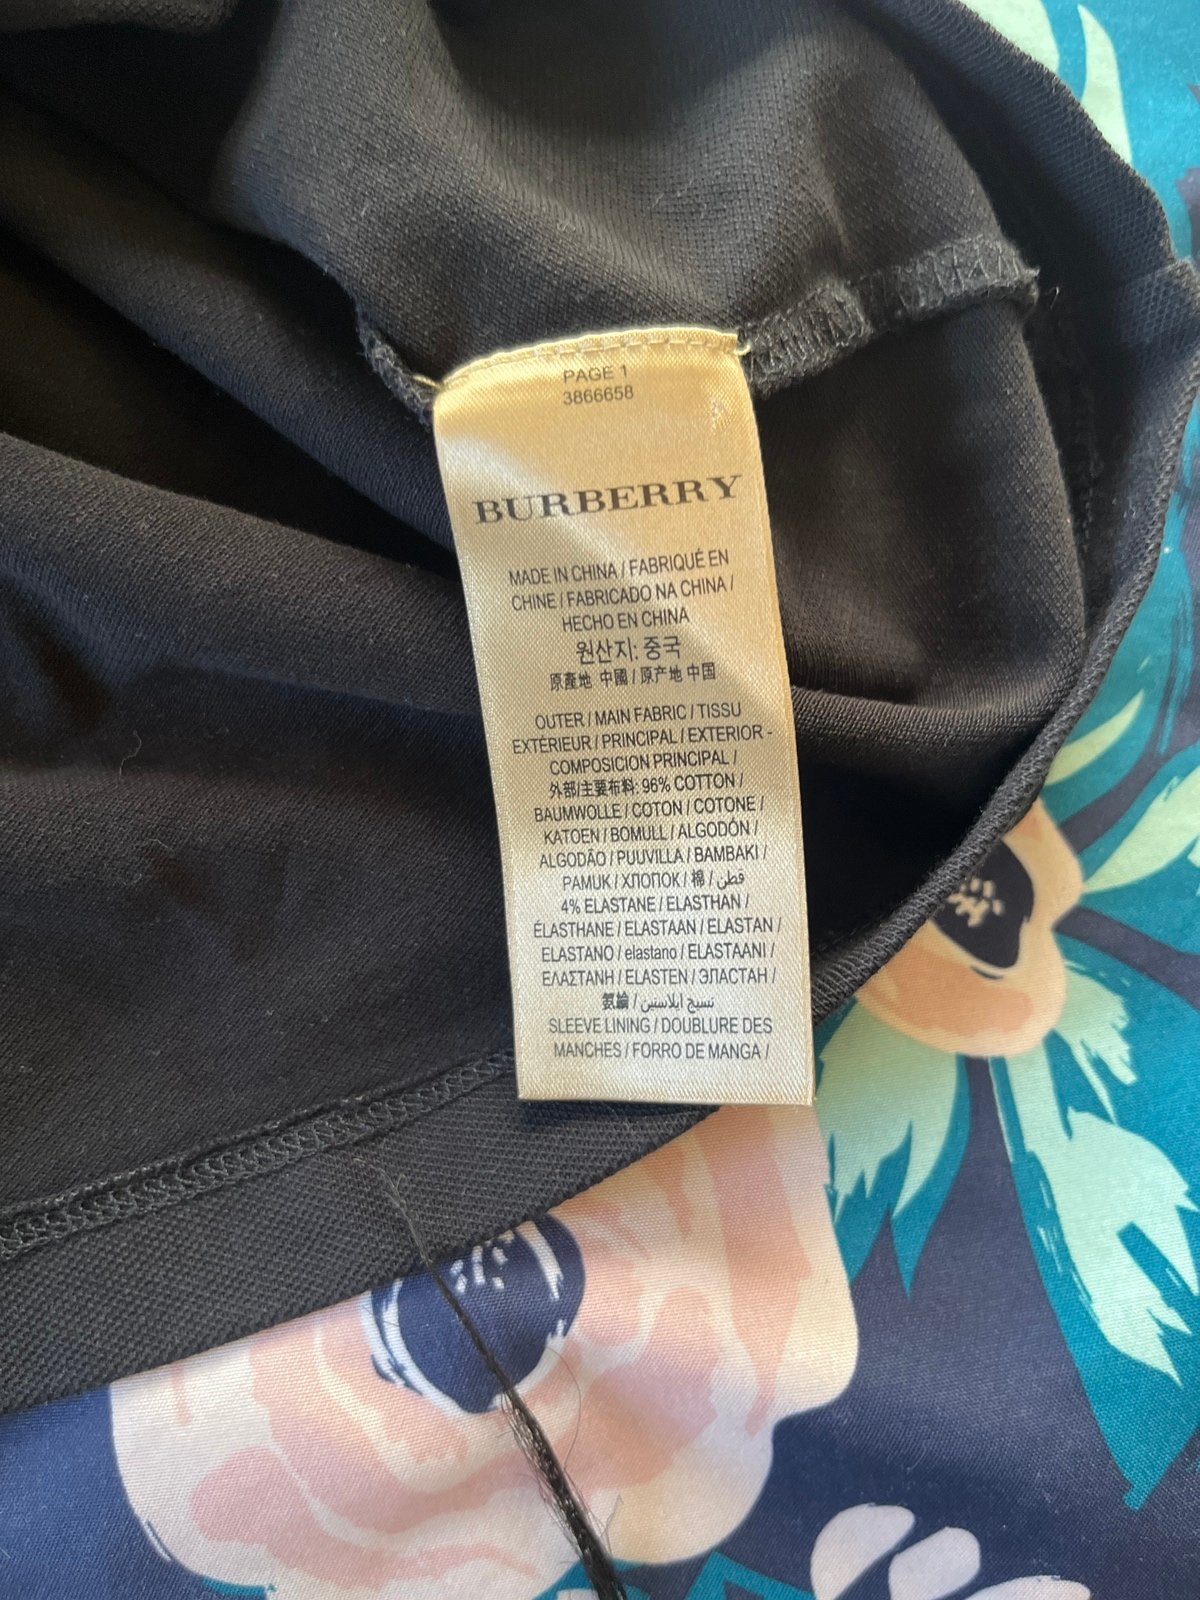 PAGE 1
3866658
BURBERRY
MADE IN CHINA / FABRIQUÉ EN
CHINE / FABRICADO NA CHINA /
HECHO EN CHINA
원산지: 중국
原產地 中國 / 原产地 中国
OUTER / MAIN FABRIC / TISSU
EXTÉRIEUR / PRINCIPAL / EXTERIOR -
COMPOSICION PRINCIPAL /
外部/主要布料: 96% COTTON /
BAUMWOLLE / COTON / COTONE /
KATOEN / BOMULL / ALGODÓN /
ALGODÃO / PUUVILLA / BAMBAKI /
PAMUK / ХЛОПОК / 棉 / قطن
4% ELASTANE / ELASTHAN /
ÉLASTHANE / ELASTAAN / ELASTAN /
ELASTANO / elastano / ELASTAANI /
ΕΛΑΣΤΑΝΗ / ELASTEN / ЭЛАСТАН /
氨綸 / نسيج ايلاستين
SLEEVE LINING / DOUBLURE DES
MANCHES / FORRO DE MANGA /